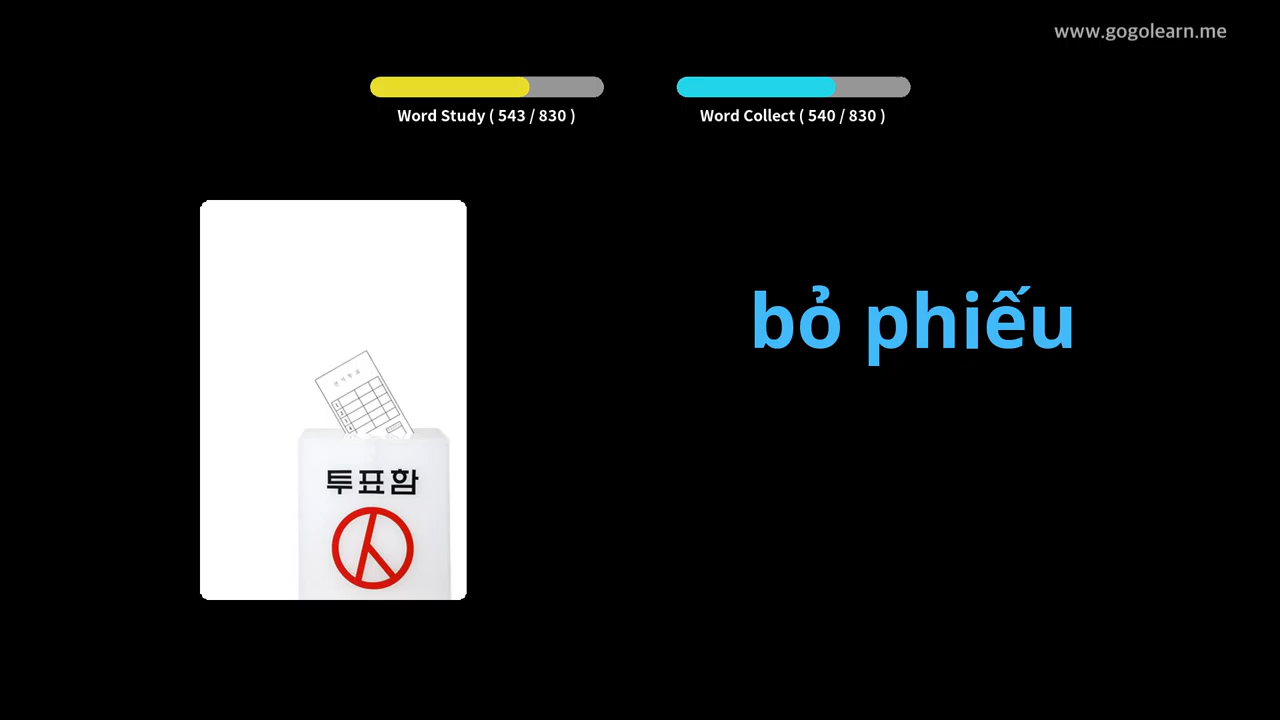 www.gogolearn.me
Word Study ( 543 / 830 )
Word Collect ( 540 / 830 )
bỏ phiếu
투표함